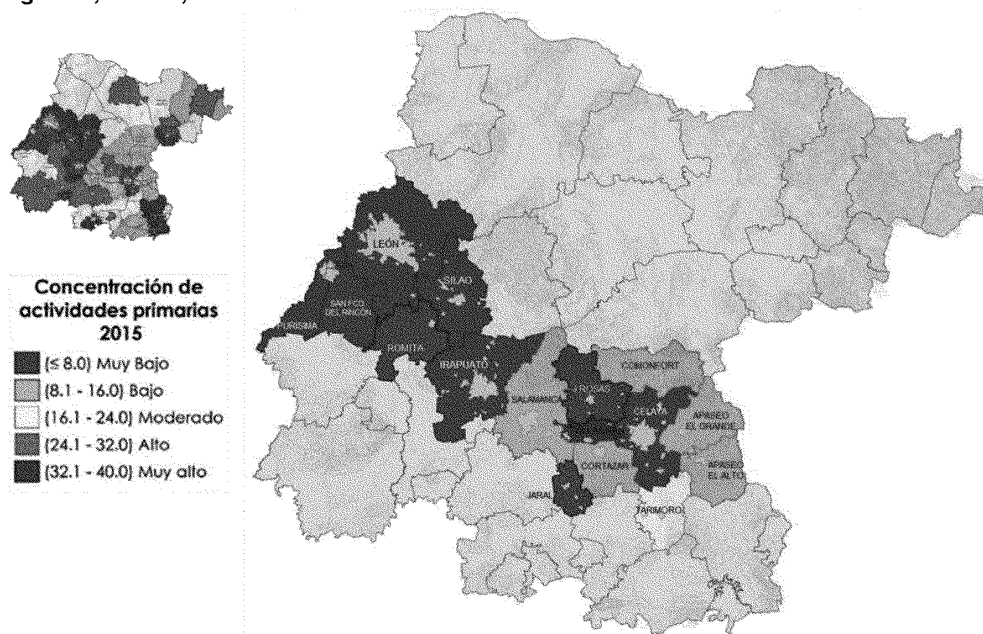 Concentración de
actividades primarias
2015
(≤ 8.0) Muy Bajo
(8.1 - 16.0) Bajo
(16.1 - 24.0) Moderado
(24.1 - 32.0) Alto
(32.1 - 40.0) Muy alto
LEÓN
SILAO
SAN FCO.
DEL RINCÓN
PURISIMA
ROMITA
IRAPUATO
SALAMANCA
J ROSAS
COMONFORT
CELAYA
APASEO
EL GRANDE
CORTAZAR
APASEO
EL ALTO
JARAL
TARIMORO